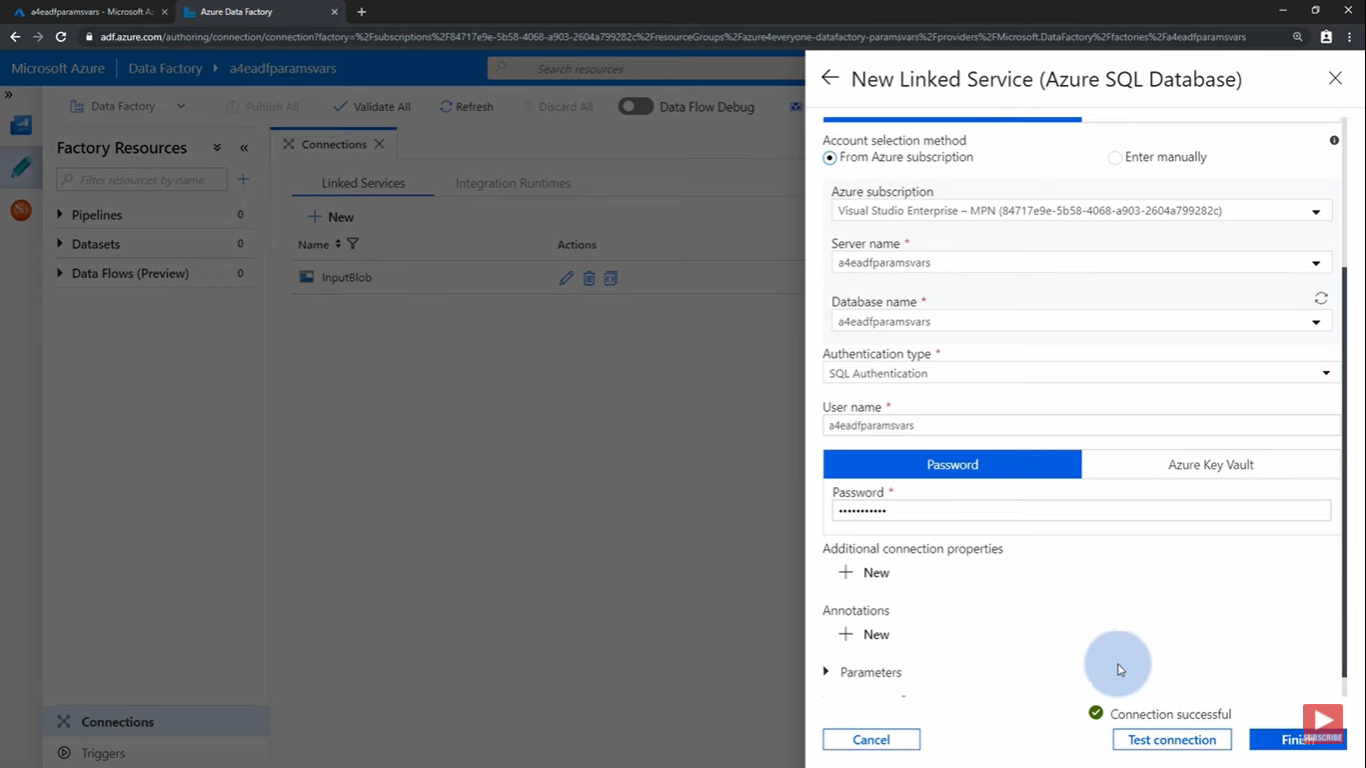 a4eadfparamsvars - Microsoft Az
Azure Data Factory
adf.azure.com/authoring/connection/connection?factory=%2Fsubscriptions%2F84717e9e-5b58-4068-a903-2604a799282c%2FresourceGroups%2Fazure4everyone-datafactory-paramsvars%2Fproviders%2FMicrosoft.DataFactory%2Ffactories%2Fa4eadfparamsvars
Microsoft Azure
Data Factory
a4eadfparamsvars
Search resources
New Linked Service (Azure SQL Database)
Data Factory
Publish All
Validate All
Refresh
Discard All
Data Flow Debug
Factory Resources
Filter resources by name
Pipelines 0
Datasets 0
Data Flows (Preview) 0
Connections
Triggers
Connections
Linked Services
Integration Runtimes
New
Name
Actions
InputBlob
Account selection method
From Azure subscription
Enter manually
Azure subscription
Visual Studio Enterprise – MPN (84717e9e-5b58-4068-a903-2604a799282c)
Server name *
a4eadfparamsvars
Database name *
a4eadfparamsvars
Authentication type *
SQL Authentication
User name *
a4eadfparamsvars
Password
Azure Key Vault
Password *
•••••••••••
Additional connection properties
New
Annotations
New
Parameters
Connection successful
Cancel
Test connection
Finish
SUBSCRIBE